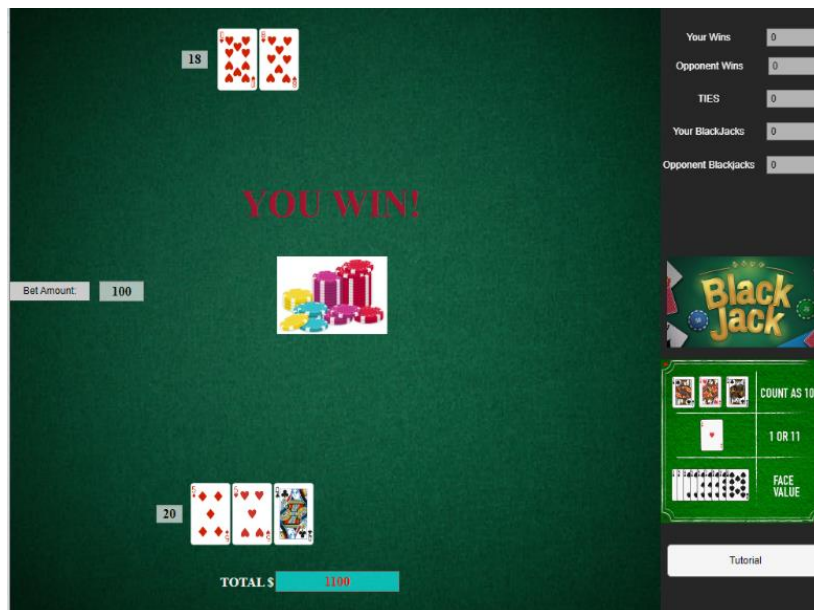 18
YOU WIN!
Bet Amount:
100
20
TOTAL $
1100
Your Wins
0
Opponent Wins
0
TIES
0
Your BlackJacks
0
Opponent Blackjacks
0
Black
Jack
COUNT AS 10
1 OR 11
FACE
VALUE
Tutorial